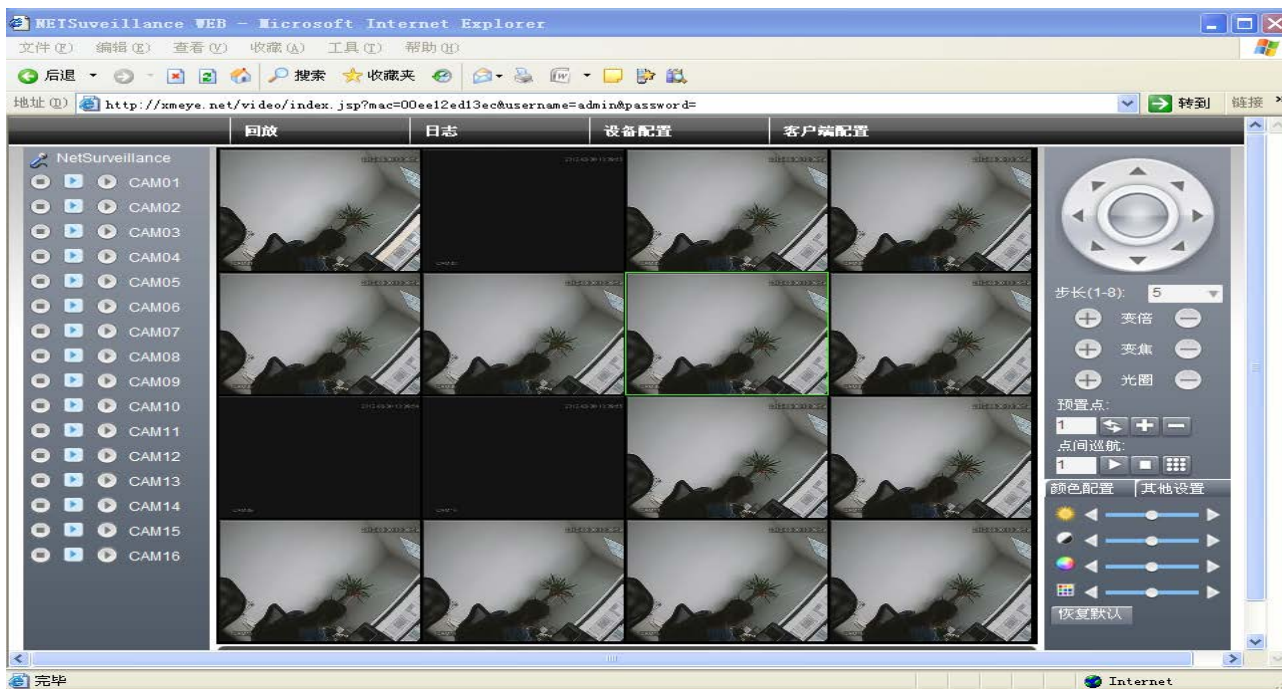 NETSuveillance WEB - Microsoft Internet Explorer
文件(F) 编辑(E) 查看(V) 收藏(A) 工具(T) 帮助(H)
后退 搜索 收藏夹
地址(D) http://xmeye.net/video/index.jsp?mac=00ee12ed13ec&username=admin&password= 转到 链接
回放 日志 设备配置 客户端配置
NetSurveillance
CAM01
CAM02
CAM03
CAM04
CAM05
CAM06
CAM07
CAM08
CAM09
CAM10
CAM11
CAM12
CAM13
CAM14
CAM15
CAM16
步长(1-8): 5
变倍
变焦
光圈
预置点:
1
点间巡航:
1
颜色配置 其他设置
恢复默认
完毕 Internet